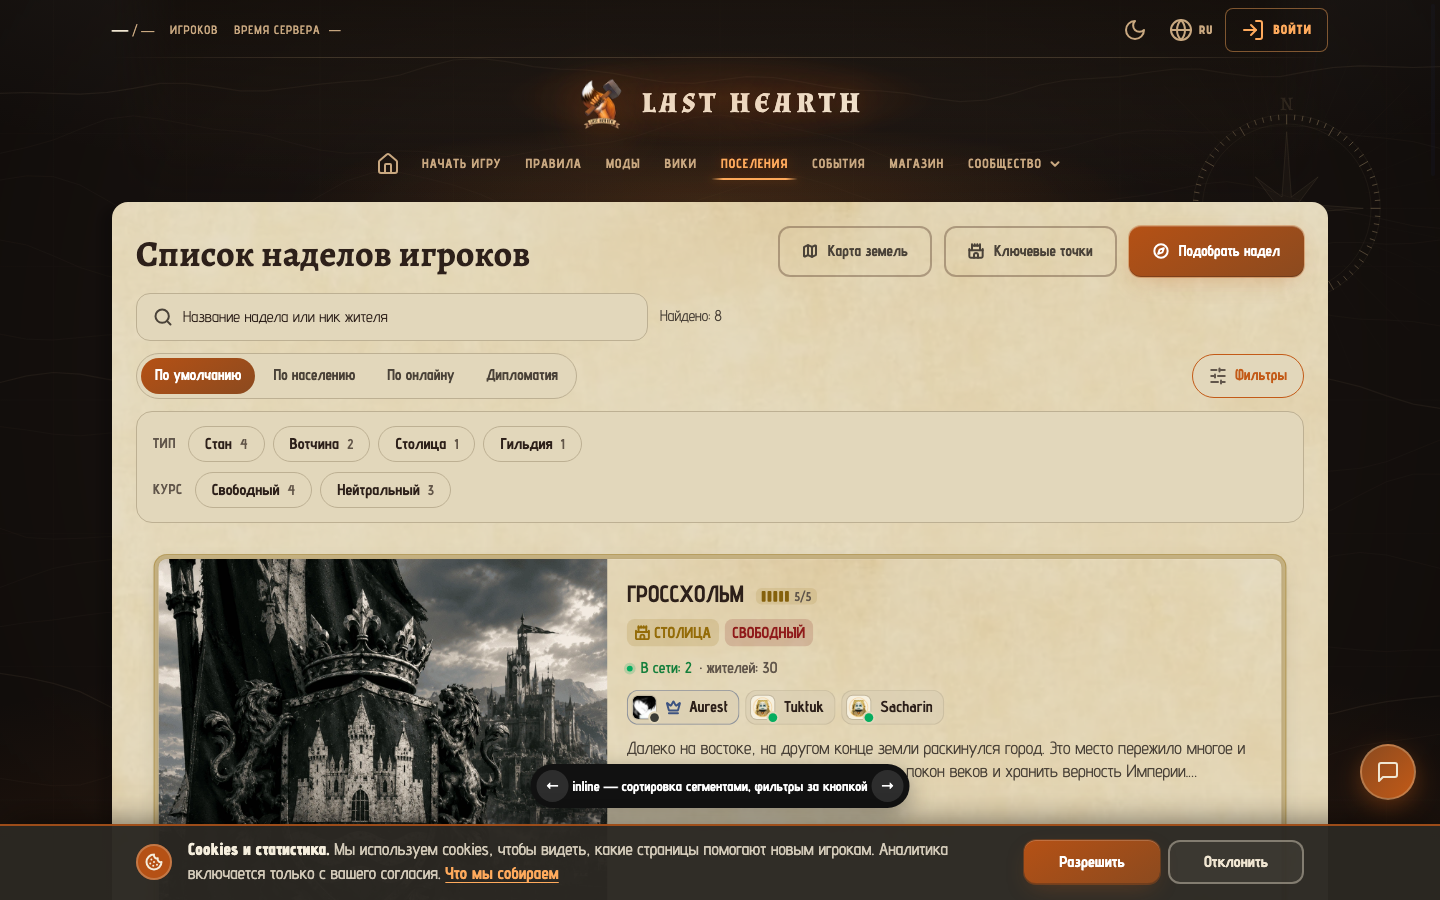 — / — ИГРОКОВ ВРЕМЯ СЕРВЕРА —
RU ВОЙТИ
N
LAST HEARTH
НАЧАТЬ ИГРУ ПРАВИЛА МОДЫ ВИКИ ПОСЕЛЕНИЯ СОБЫТИЯ МАГАЗИН СООБЩЕСТВО
Список наделов игроков
Карта земель Ключевые точки Подобрать надел
Название надела или ник жителя Найдено: 8
По умолчанию По населению По онлайну Дипломатия Фильтры
ТИП Стан 4 Вотчина 2 Столица 1 Гильдия 1
КУРС Свободный 4 Нейтральный 3
ГРОССХОЛЬМ 5/5
СТОЛИЦА СВОБОДНЫЙ
В сети: 2 · жителей: 30
Aurest Tuktuk Sacharin
Далеко на востоке, на другом конце земли раскинулся город. Это место пережило многое и
покон веков и хранить верность Империи....
← inline — сортировка сегментами, фильтры за кнопкой →
Cookies и статистика. Мы используем cookies, чтобы видеть, какие страницы помогают новым игрокам. Аналитика
включается только с вашего согласия. Что мы собираем
Разрешить Отклонить